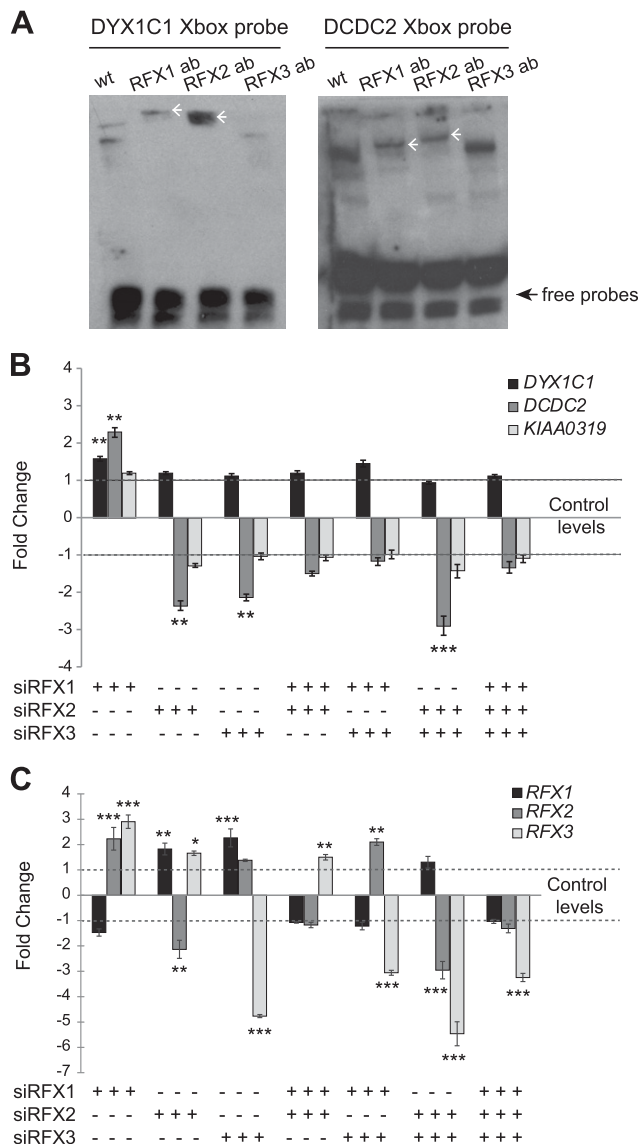 A
DYX1C1 Xbox probe
DCDC2 Xbox probe
wt RFX1 ab RFX2 ab RFX3 ab
wt RFX1 ab RFX2 ab RFX3 ab
free probes
B
4
3
2
1
0
-1
-2
-3
-4
Fold Change
DYX1C1
DCDC2
KIAA0319
Control levels
** ** ** ** ***
siRFX1 + + + - - - - - - + + + + + + - - - + + +
siRFX2 - - - + + + - - - + + + - - - + + + + + +
siRFX3 - - - - - - + + + - - - + + + + + + + + +
C
4
3
2
1
0
-1
-2
-3
-4
-5
-6
-7
Fold Change
RFX1
RFX2
RFX3
Control levels
*** *** ** * *** ** **
** *** *** *** *** ***
siRFX1 + + + - - - - - - + + + + + + - - - + + +
siRFX2 - - - + + + - - - + + + - - - + + + + + +
siRFX3 - - - - - - + + + - - - + + + + + + + + +